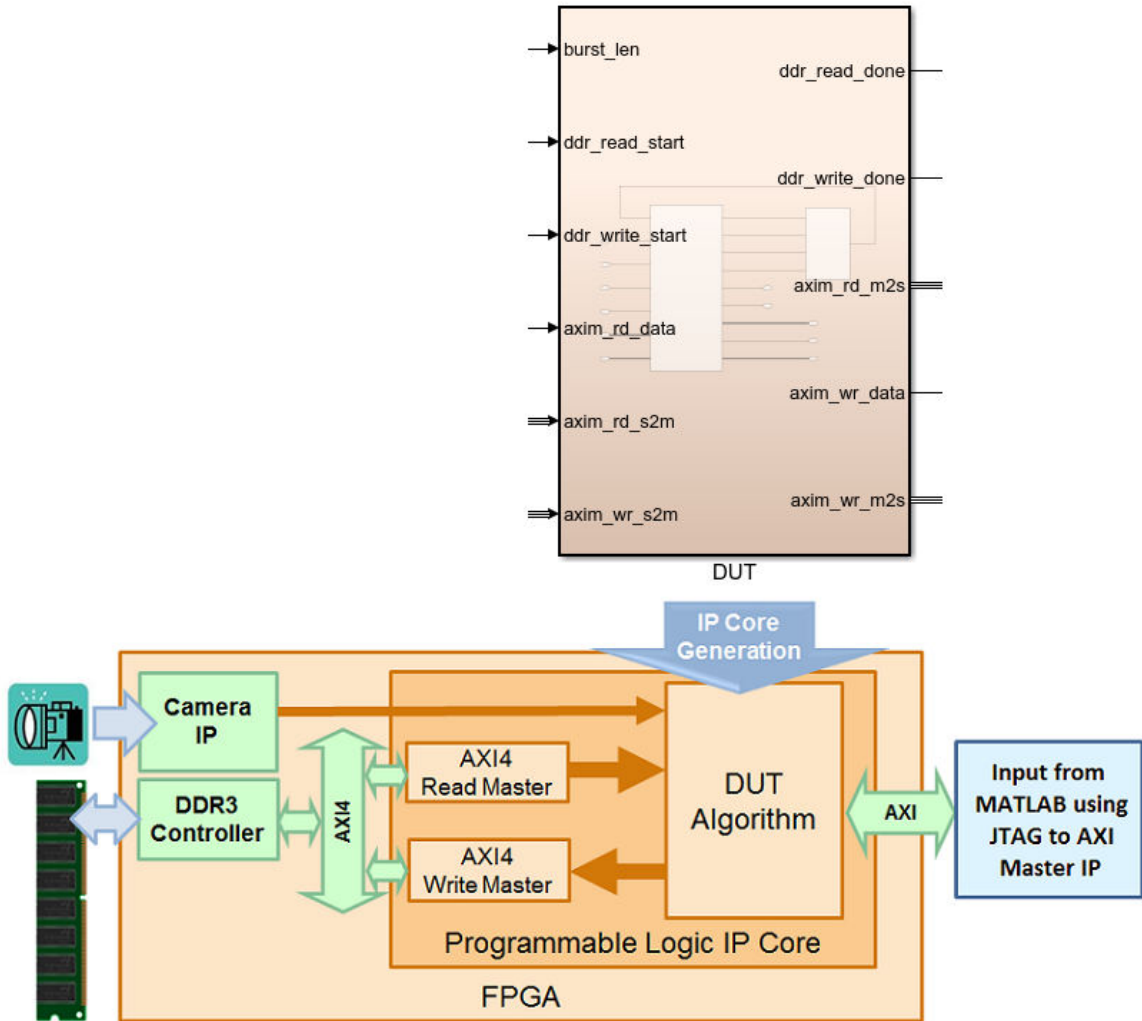 burst_len
ddr_read_start
ddr_write_start
axim_rd_data
axim_rd_s2m
axim_wr_s2m
ddr_read_done
ddr_write_done
axim_rd_m2s
axim_wr_data
axim_wr_m2s
DUT
IP Core
Generation
Camera
IP
DDR3
Controller
AXI4
AXI4
Read Master
AXI4
Write Master
DUT
Algorithm
AXI
Input from
MATLAB using
JTAG to AXI
Master IP
Programmable Logic IP Core
FPGA